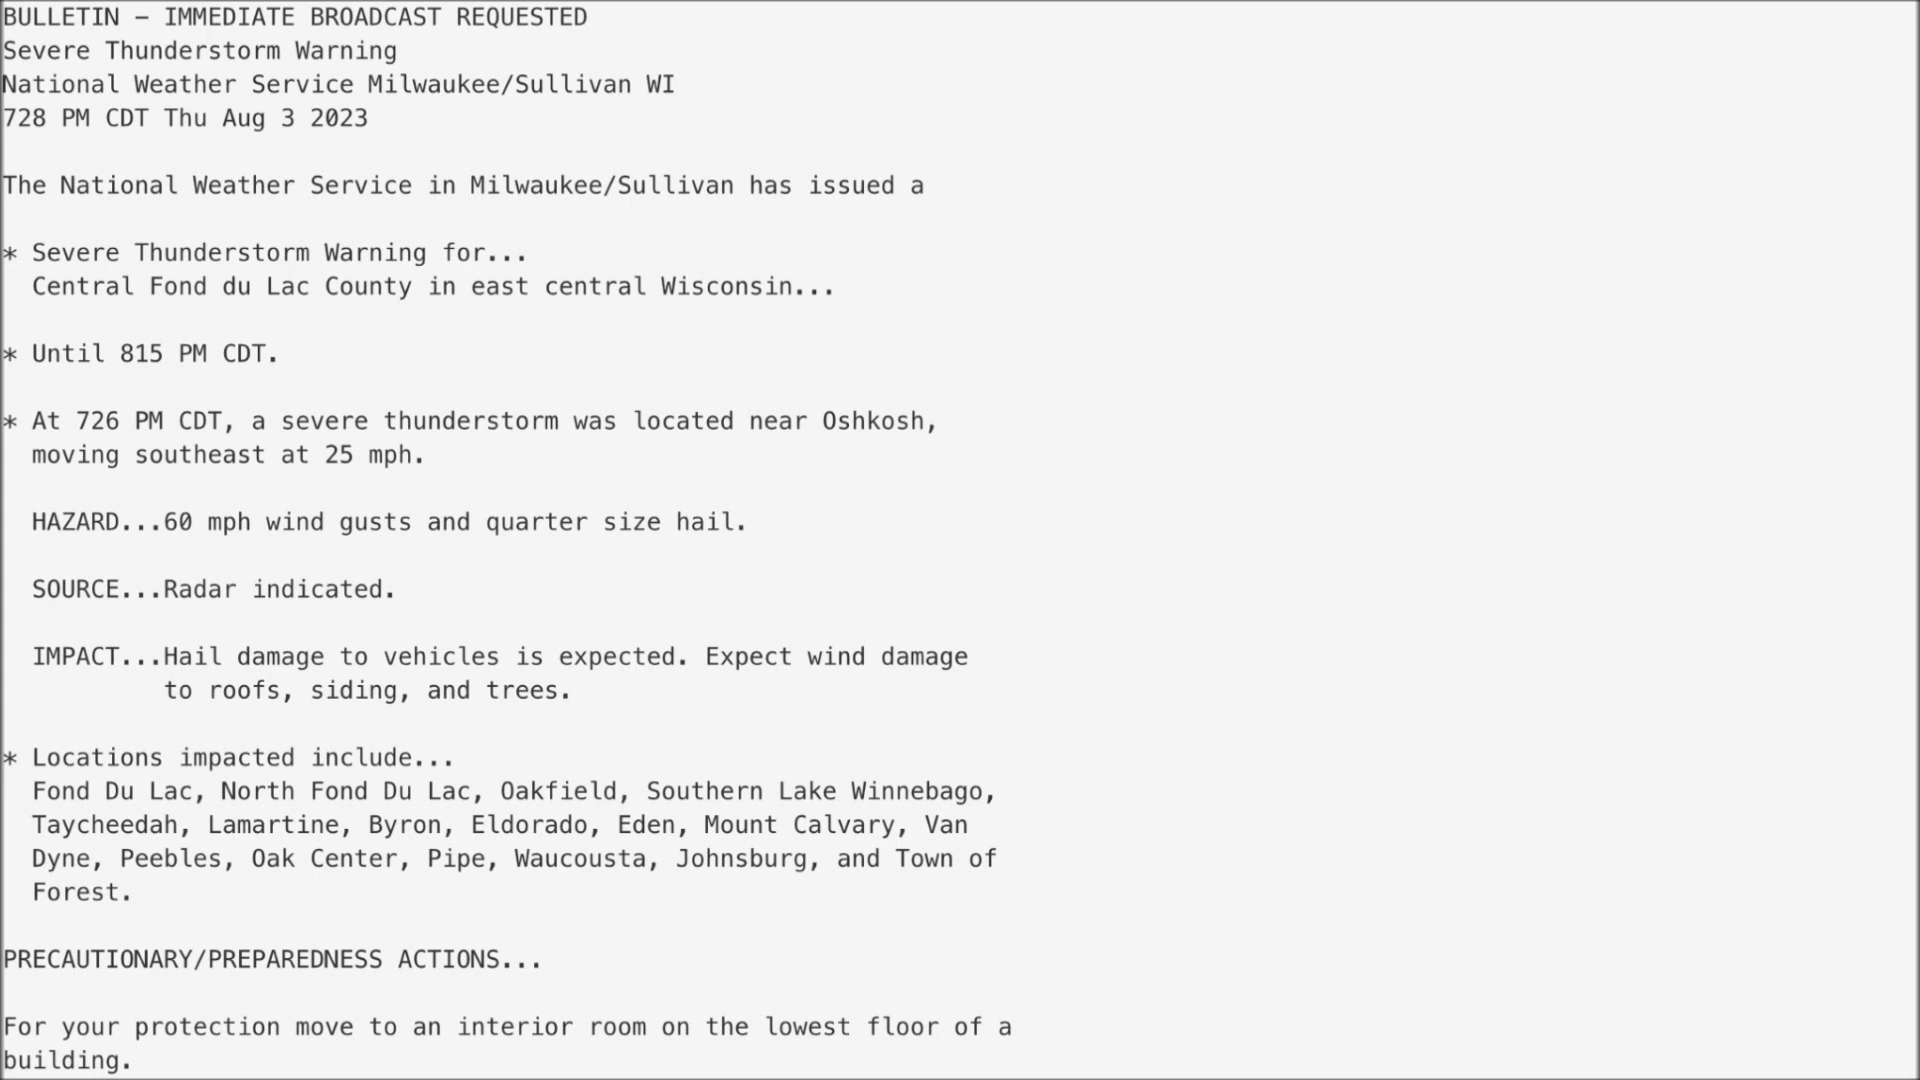 BULLETIN - IMMEDIATE BROADCAST REQUESTED
Severe Thunderstorm Warning
National Weather Service Milwaukee/Sullivan WI
728 PM CDT Thu Aug 3 2023
The National Weather Service in Milwaukee/Sullivan has issued a
* Severe Thunderstorm Warning for...
Central Fond du Lac County in east central Wisconsin...
* Until 815 PM CDT.
* At 726 PM CDT, a severe thunderstorm was located near Oshkosh,
moving southeast at 25 mph.
HAZARD...60 mph wind gusts and quarter size hail.
SOURCE...Radar indicated.
IMPACT...Hail damage to vehicles is expected. Expect wind damage
to roofs, siding, and trees.
* Locations impacted include...
Fond Du Lac, North Fond Du Lac, Oakfield, Southern Lake Winnebago,
Taycheedah, Lamartine, Byron, Eldorado, Eden, Mount Calvary, Van
Dyne, Peebles, Oak Center, Pipe, Waucousta, Johnsburg, and Town of
Forest.
PRECAUTIONARY/PREPAREDNESS ACTIONS...
For your protection move to an interior room on the lowest floor of a
building.